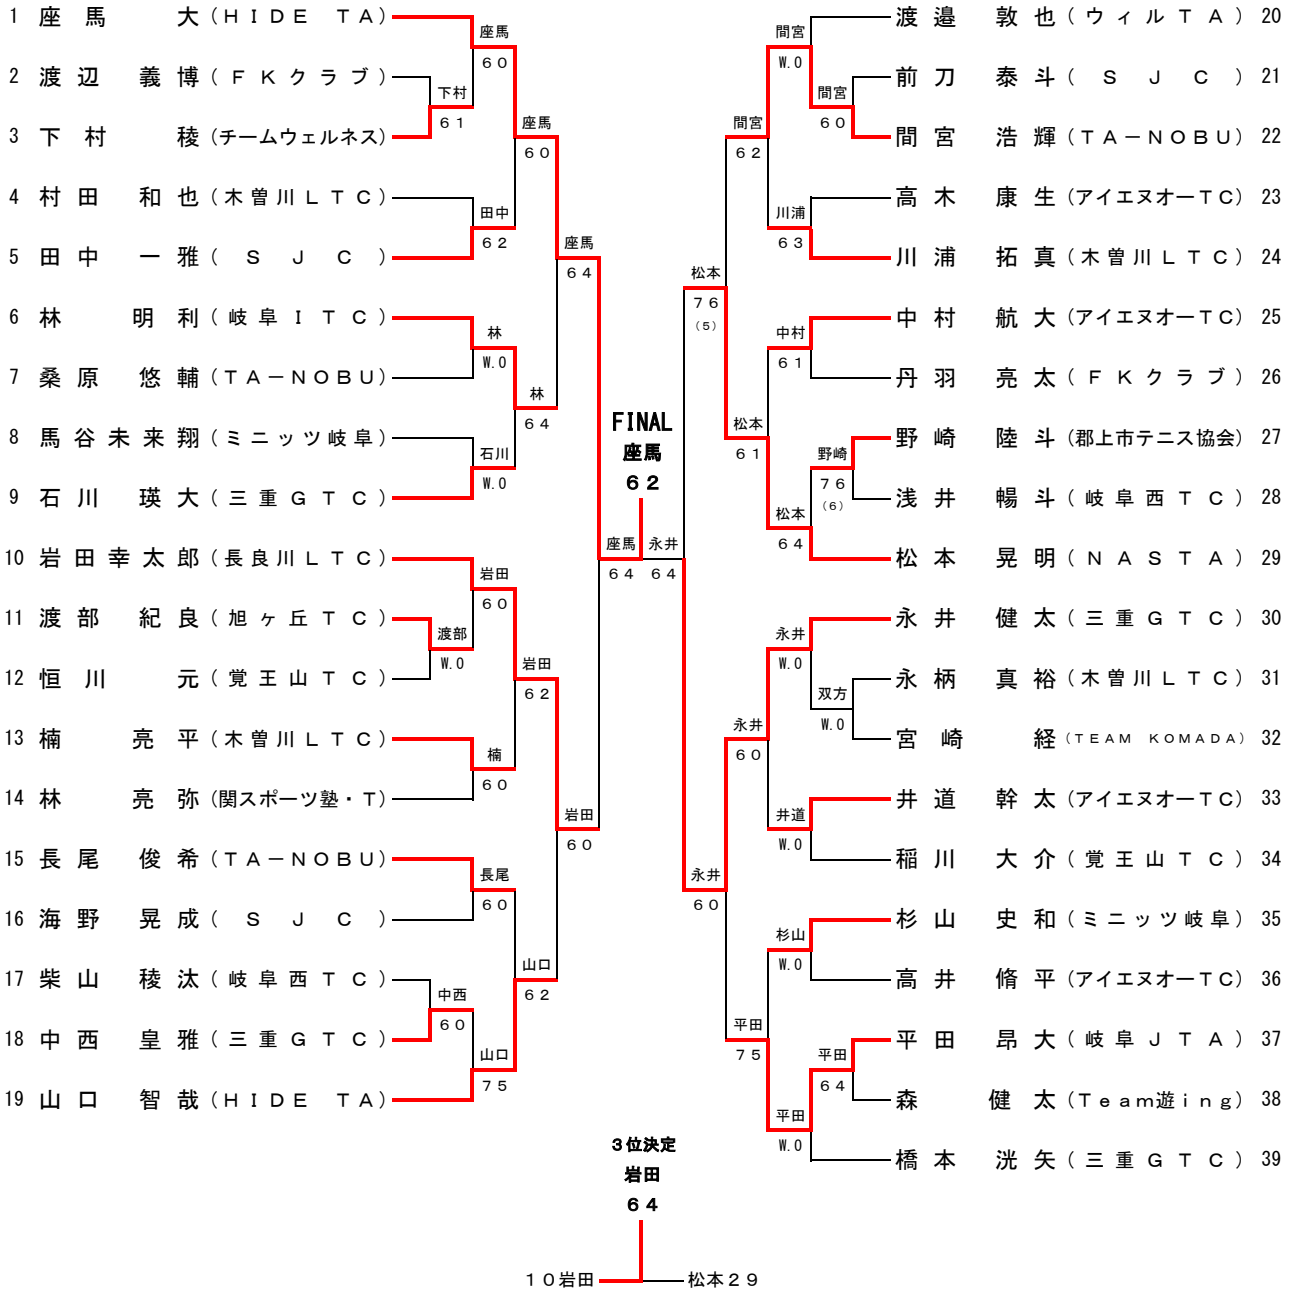 1 座馬 大(HIDE TA)
2 渡辺 義博(FKクラブ)
3 下村 稜(チームウェルネス)
4 村田 和也(木曽川LTC)
5 田中 一雅(SJC)
6 林 明利(岐阜ITC)
7 桑原 悠輔(TA－NOBU)
8 馬谷未来翔(ミニッツ岐阜)
9 石川 瑛大(三重GTC)
10 岩田幸太郎(長良川LTC)
11 渡部 紀良(旭ヶ丘TC)
12 恒川 元(覚王山TC)
13 楠 亮平(木曽川LTC)
14 林 亮弥(関スポーツ塾・T)
15 長尾 俊希(TA－NOBU)
16 海野 晃成(SJC)
17 柴山 稜汰(岐阜西TC)
18 中西 皇雅(三重GTC)
19 山口 智哉(HIDE TA)
下村
61
渡部
W.0
中西
60
座馬
60
田中
62
林
W.0
石川
W.0
岩田
60
楠
60
長尾
60
山口
75
座馬
60
林
64
岩田
62
山口
62
座馬
64
岩田
60
座馬
64
FINAL
座馬
62
永井
64
松本
76
(5)
永井
60
間宮
62
松本
61
永井
60
平田
75
間宮
W.0
川浦
63
中村
61
松本
64
永井
W.0
井道
W.0
杉山
W.0
平田
W.0
間宮
60
野崎
76
(6)
双方
W.0
平田
64
渡邉 敦也(ウィルTA) 20
前刀 泰斗(SJC) 21
間宮 浩輝(TA－NOBU) 22
高木 康生(アイエヌオーTC) 23
川浦 拓真(木曽川LTC) 24
中村 航大(アイエヌオーTC) 25
丹羽 亮太(FKクラブ) 26
野崎 陸斗(郡上市テニス協会) 27
浅井 暢斗(岐阜西TC) 28
松本 晃明(NASTA) 29
永井 健太(三重GTC) 30
永柄 真裕(木曽川LTC) 31
宮崎 経(TEAM KOMADA) 32
井道 幹太(アイエヌオーTC) 33
稲川 大介(覚王山TC) 34
杉山 史和(ミニッツ岐阜) 35
高井 脩平(アイエヌオーTC) 36
平田 昂大(岐阜JTA) 37
森 健太(Team遊ing) 38
橋本 洸矢(三重GTC) 39
3位決定
岩田
64
10岩田
松本29